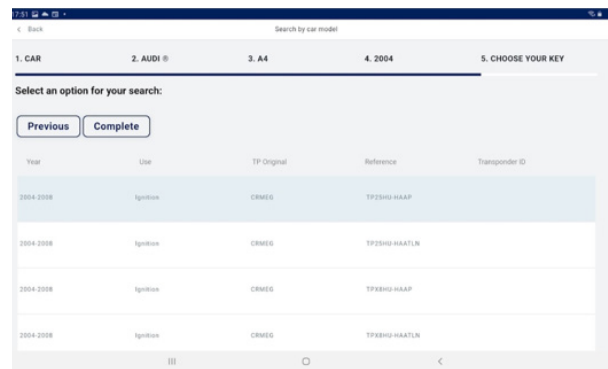 17:51
Back Search by car model
1. CAR 2. AUDI ® 3. A4 4. 2004 5. CHOOSE YOUR KEY
Select an option for your search:
Previous Complete
Year Use TP Original Reference Transponder ID
2004-2008 Ignition CRMEG TP25HU-HAAP
2004-2008 Ignition CRMEG TP25HU-HAATLN
2004-2008 Ignition CRMEG TPX8HU-HAAP
2004-2008 Ignition CRMEG TPX8HU-HAATLN